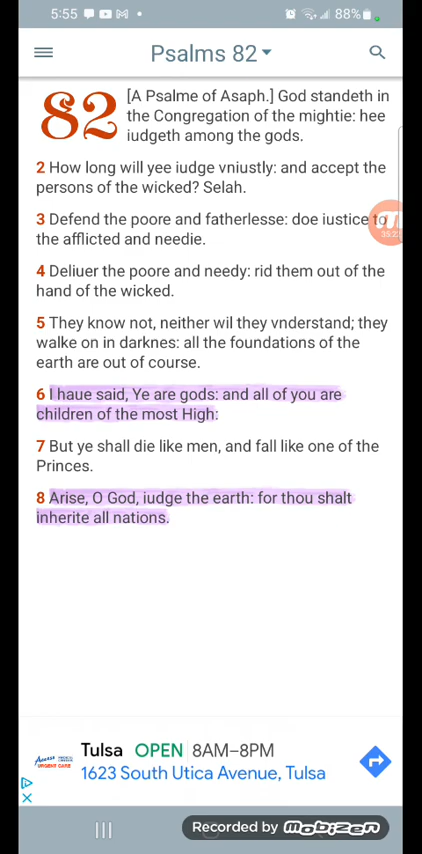 5:55
88%
Psalms 82
82 [A Psalme of Asaph.] God standeth in
the Congregation of the mightie: hee
iudgeth among the gods.
2 How long will yee iudge vniustly: and accept the
persons of the wicked? Selah.
3 Defend the poore and fatherlesse: doe iustice to
the afflicted and needie.
4 Deliuer the poore and needy: rid them out of the
hand of the wicked.
5 They know not, neither wil they vnderstand; they
walke on in darknes: all the foundations of the
earth are out of course.
6 I haue said, Ye are gods: and all of you are
children of the most High:
7 But ye shall die like men, and fall like one of the
Princes.
8 Arise, O God, iudge the earth: for thou shalt
inherite all nations.
Tulsa OPEN 8AM–8PM
1623 South Utica Avenue, Tulsa
Access
URGENT CARE
Recorded by mobizen